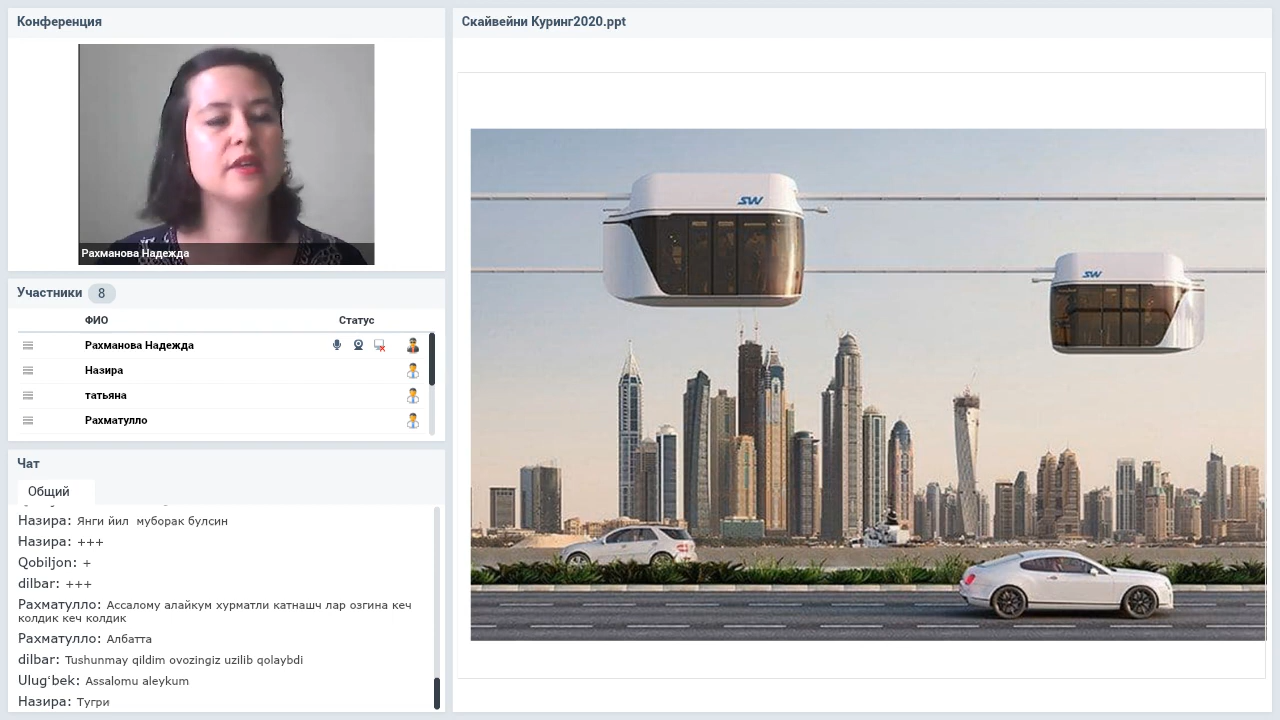 Конференция
Рахманова Надежда
Участники 8
ФИО Статус
Рахманова Надежда
Назира
татьяна
Рахматулло
Чат
Общий
Назира: Янги йил муборак булсин
Назира: +++
Qobiljon: +
dilbar: +++
Рахматулло: Ассалому алайкум хурматли катнашч лар озгина кеч
колдик кеч колдик
Рахматулло: Албатта
dilbar: Tushunmay qildim ovozingiz uzilib qolaybdi
Ulug'bek: Assalomu aleykum
Назира: Тугри
Скайвейни Куринг2020.ppt
SW
SW